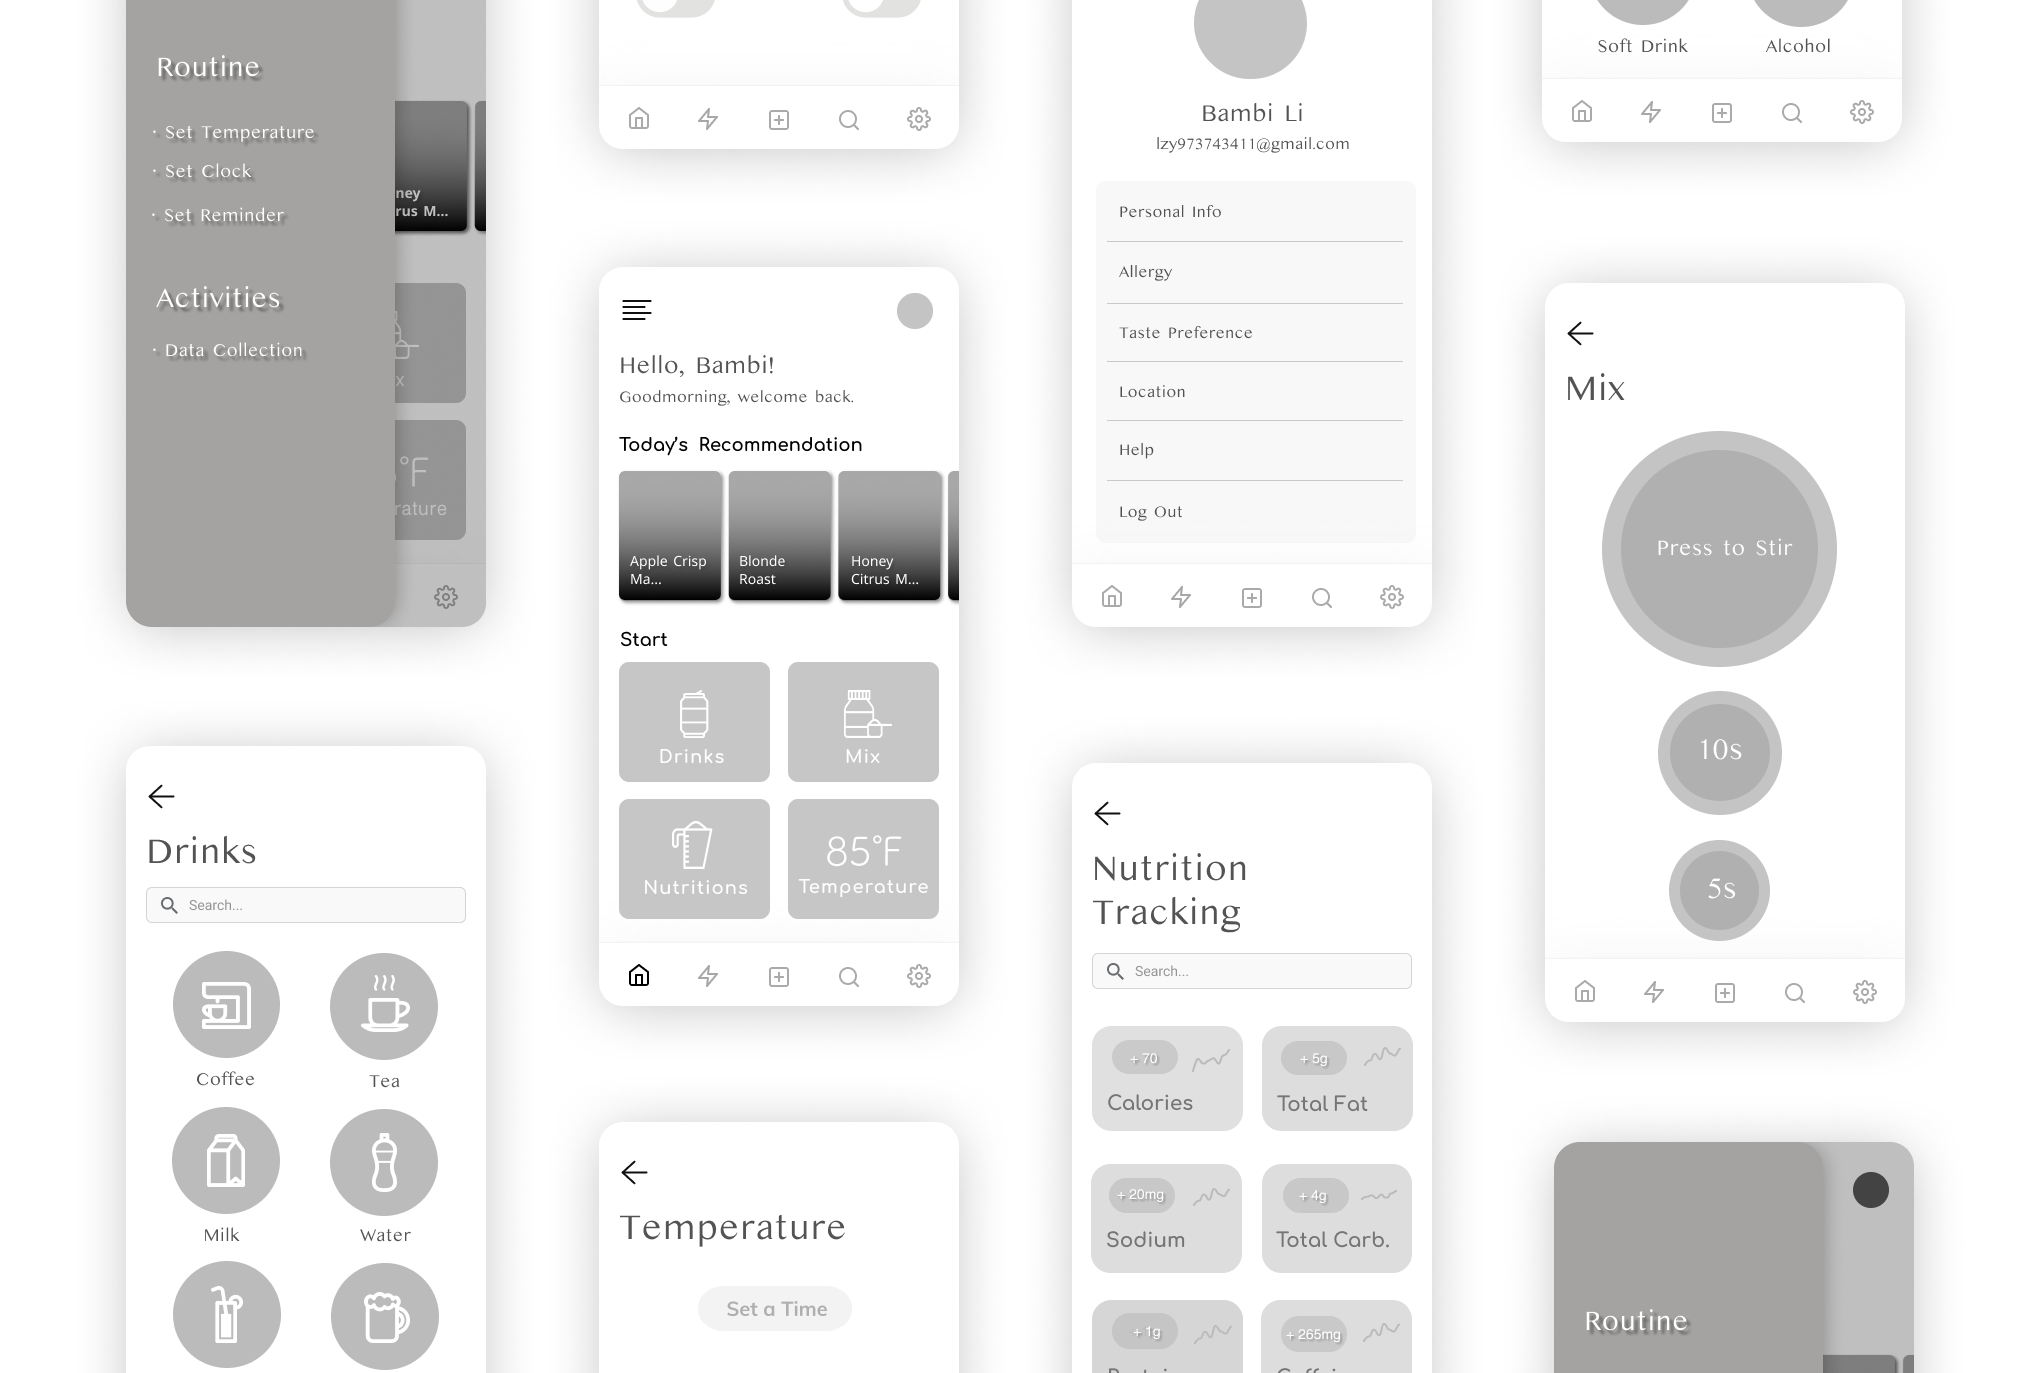 Routine
· Set Temperature
· Set Clock
· Set Reminder
Activities
· Data Collection
ney
rus M...
x
°F
rature
Drinks
Search...
Coffee
Tea
Milk
Water
Hello, Bambi!
Goodmorning, welcome back.
Today's Recommendation
Apple Crisp
Ma...
Blonde
Roast
Honey
Citrus M...
Start
Drinks
Mix
Nutritions
85°F
Temperature
Temperature
Set a Time
Bambi Li
lzy973743411@gmail.com
Personal Info
Allergy
Taste Preference
Location
Help
Log Out
Nutrition
Tracking
Search...
+ 70
Calories
+ 5g
Total Fat
+ 20mg
Sodium
+ 4g
Total Carb.
+ 1g
+ 265mg
Soft Drink
Alcohol
Mix
Press to Stir
10s
5s
Routine